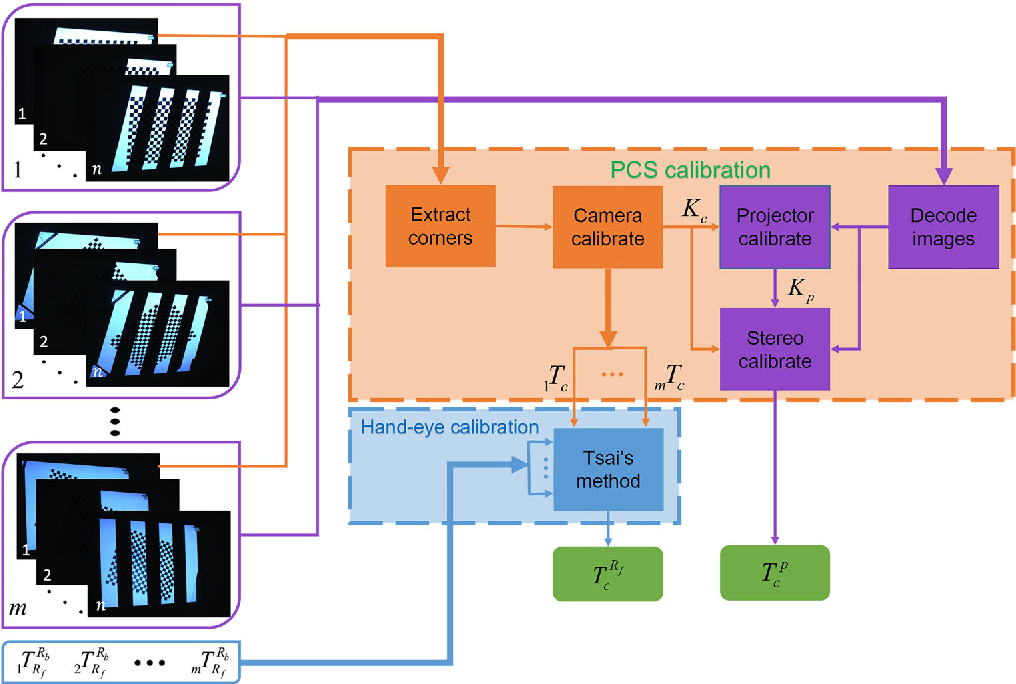 1
2
n
1
PCS calibration
Extract
corners
Camera
calibrate
K_c
Projector
calibrate
Decode
images
K_p
Stereo
calibrate
1
2
n
2
_1T_c
...
_mT_c
Hand-eye calibration
Tsai's
method
1
2
n
m
T_c^{R_f}
T_c^p
_1T_{R_f}^{R_b} _2T_{R_f}^{R_b} ... _mT_{R_f}^{R_b}